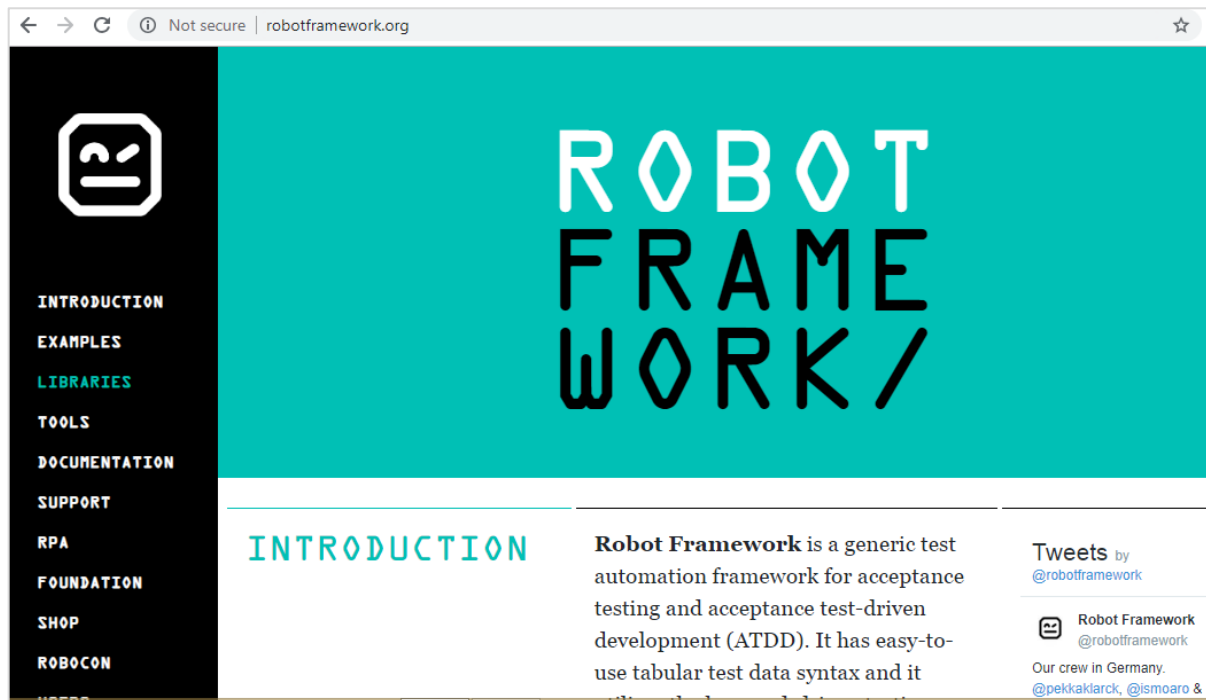 Not secure | robotframework.org
ROBOT
FRAME
WORK/
INTRODUCTION
EXAMPLES
LIBRARIES
TOOLS
DOCUMENTATION
SUPPORT
RPA
FOUNDATION
SHOP
ROBOCON
USERS
INTRODUCTION
Robot Framework is a generic test
automation framework for acceptance
testing and acceptance test-driven
development (ATDD). It has easy-to-
use tabular test data syntax and it
Tweets by
@robotframework
Robot Framework
@robotframework
Our crew in Germany.
@pekkaklarck, @ismoaro &